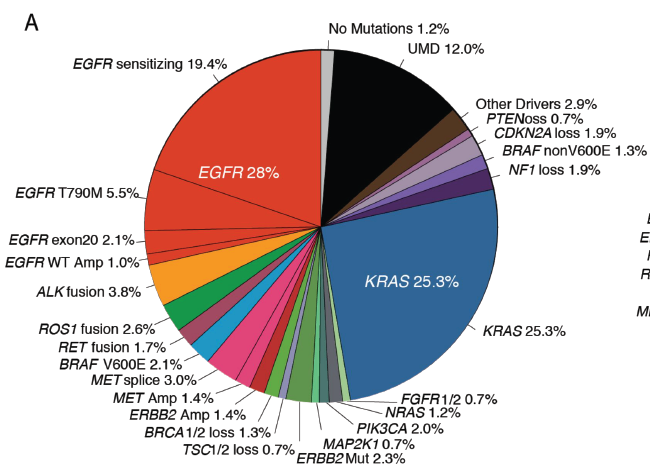 A
No Mutations 1.2%
UMD 12.0%
EGFR sensitizing 19.4%
Other Drivers 2.9%
PTENoss 0.7%
CDKN2A loss 1.9%
BRAF nonV600E 1.3%
NF1 loss 1.9%
EGFR 28%
EGFR T790M 5.5%
EGFR exon20 2.1%
EGFR WT Amp 1.0%
ALK fusion 3.8%
KRAS 25.3%
KRAS 25.3%
ROS1 fusion 2.6%
RET fusion 1.7%
BRAF V600E 2.1%
MET splice 3.0%
MET Amp 1.4%
ERBB2 Amp 1.4%
BRCA1/2 loss 1.3%
TSC1/2 loss 0.7%
ERBB2 Mut 2.3%
MAP2K1 0.7%
PIK3CA 2.0%
NRAS 1.2%
FGFR1/2 0.7%